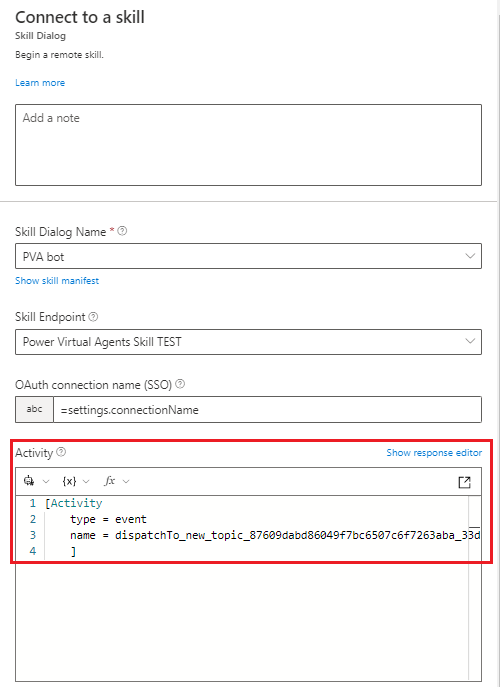 Connect to a skill
Skill Dialog
Begin a remote skill.
Learn more
Add a note
Skill Dialog Name *
PVA bot
Show skill manifest
Skill Endpoint
Power Virtual Agents Skill TEST
OAuth connection name (SSO)
abc =settings.connectionName
Activity Show response editor
{x} fx
1 [Activity
2 type = event
3 name = dispatchTo_new_topic_87609dabd86049f7bc6507c6f7263aba_33d
4 ]